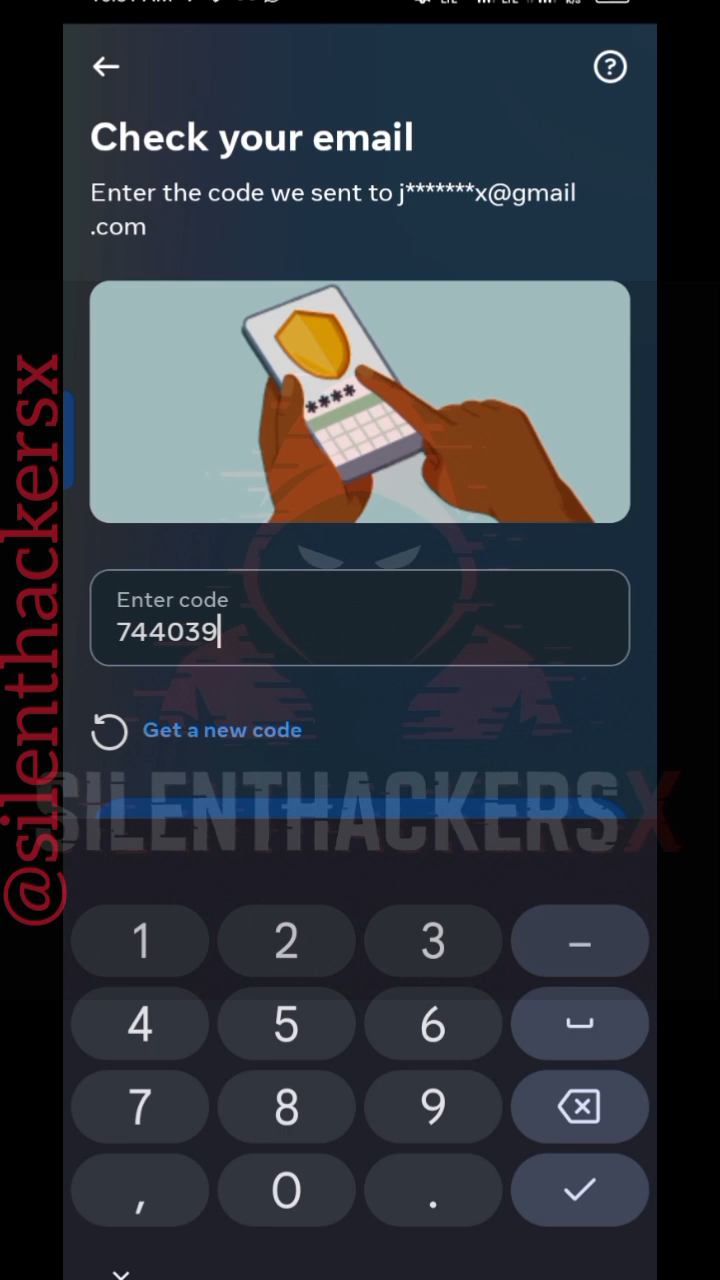 Check your email
Enter the code we sent to j*******x@gmail
.com
****
Enter code
744039
Get a new code
@silenthackersx
SILENTHACKERSX
1 2 3 –
4 5 6
7 8 9
, 0 .